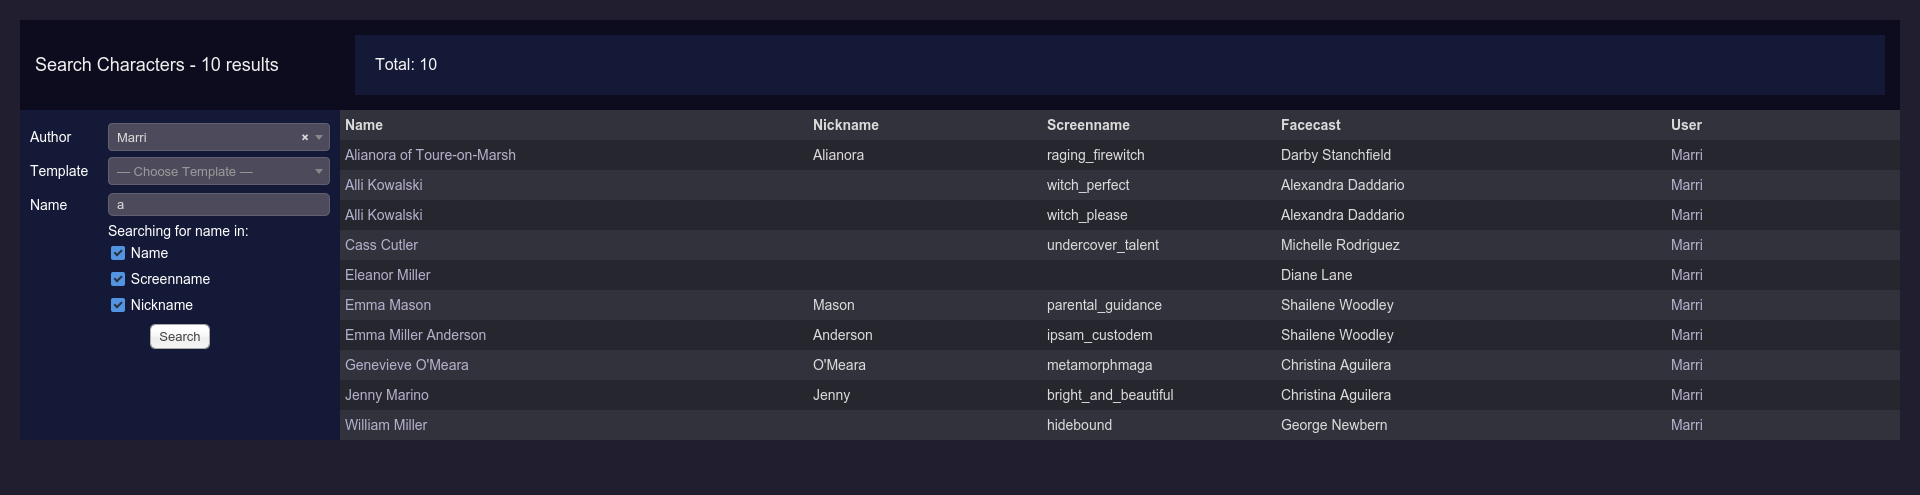 Search Characters - 10 results
Total: 10
Author
Marri
×
Template
— Choose Template —
Name
a
Searching for name in:
Name
Screenname
Nickname
Search
Name Nickname Screenname Facecast User
Alianora of Toure-on-Marsh Alianora raging_firewitch Darby Stanchfield Marri
Alli Kowalski witch_perfect Alexandra Daddario Marri
Alli Kowalski witch_please Alexandra Daddario Marri
Cass Cutler undercover_talent Michelle Rodriguez Marri
Eleanor Miller Diane Lane Marri
Emma Mason Mason parental_guidance Shailene Woodley Marri
Emma Miller Anderson Anderson ipsam_custodem Shailene Woodley Marri
Genevieve O'Meara O'Meara metamorphmaga Christina Aguilera Marri
Jenny Marino Jenny bright_and_beautiful Christina Aguilera Marri
William Miller hidebound George Newbern Marri